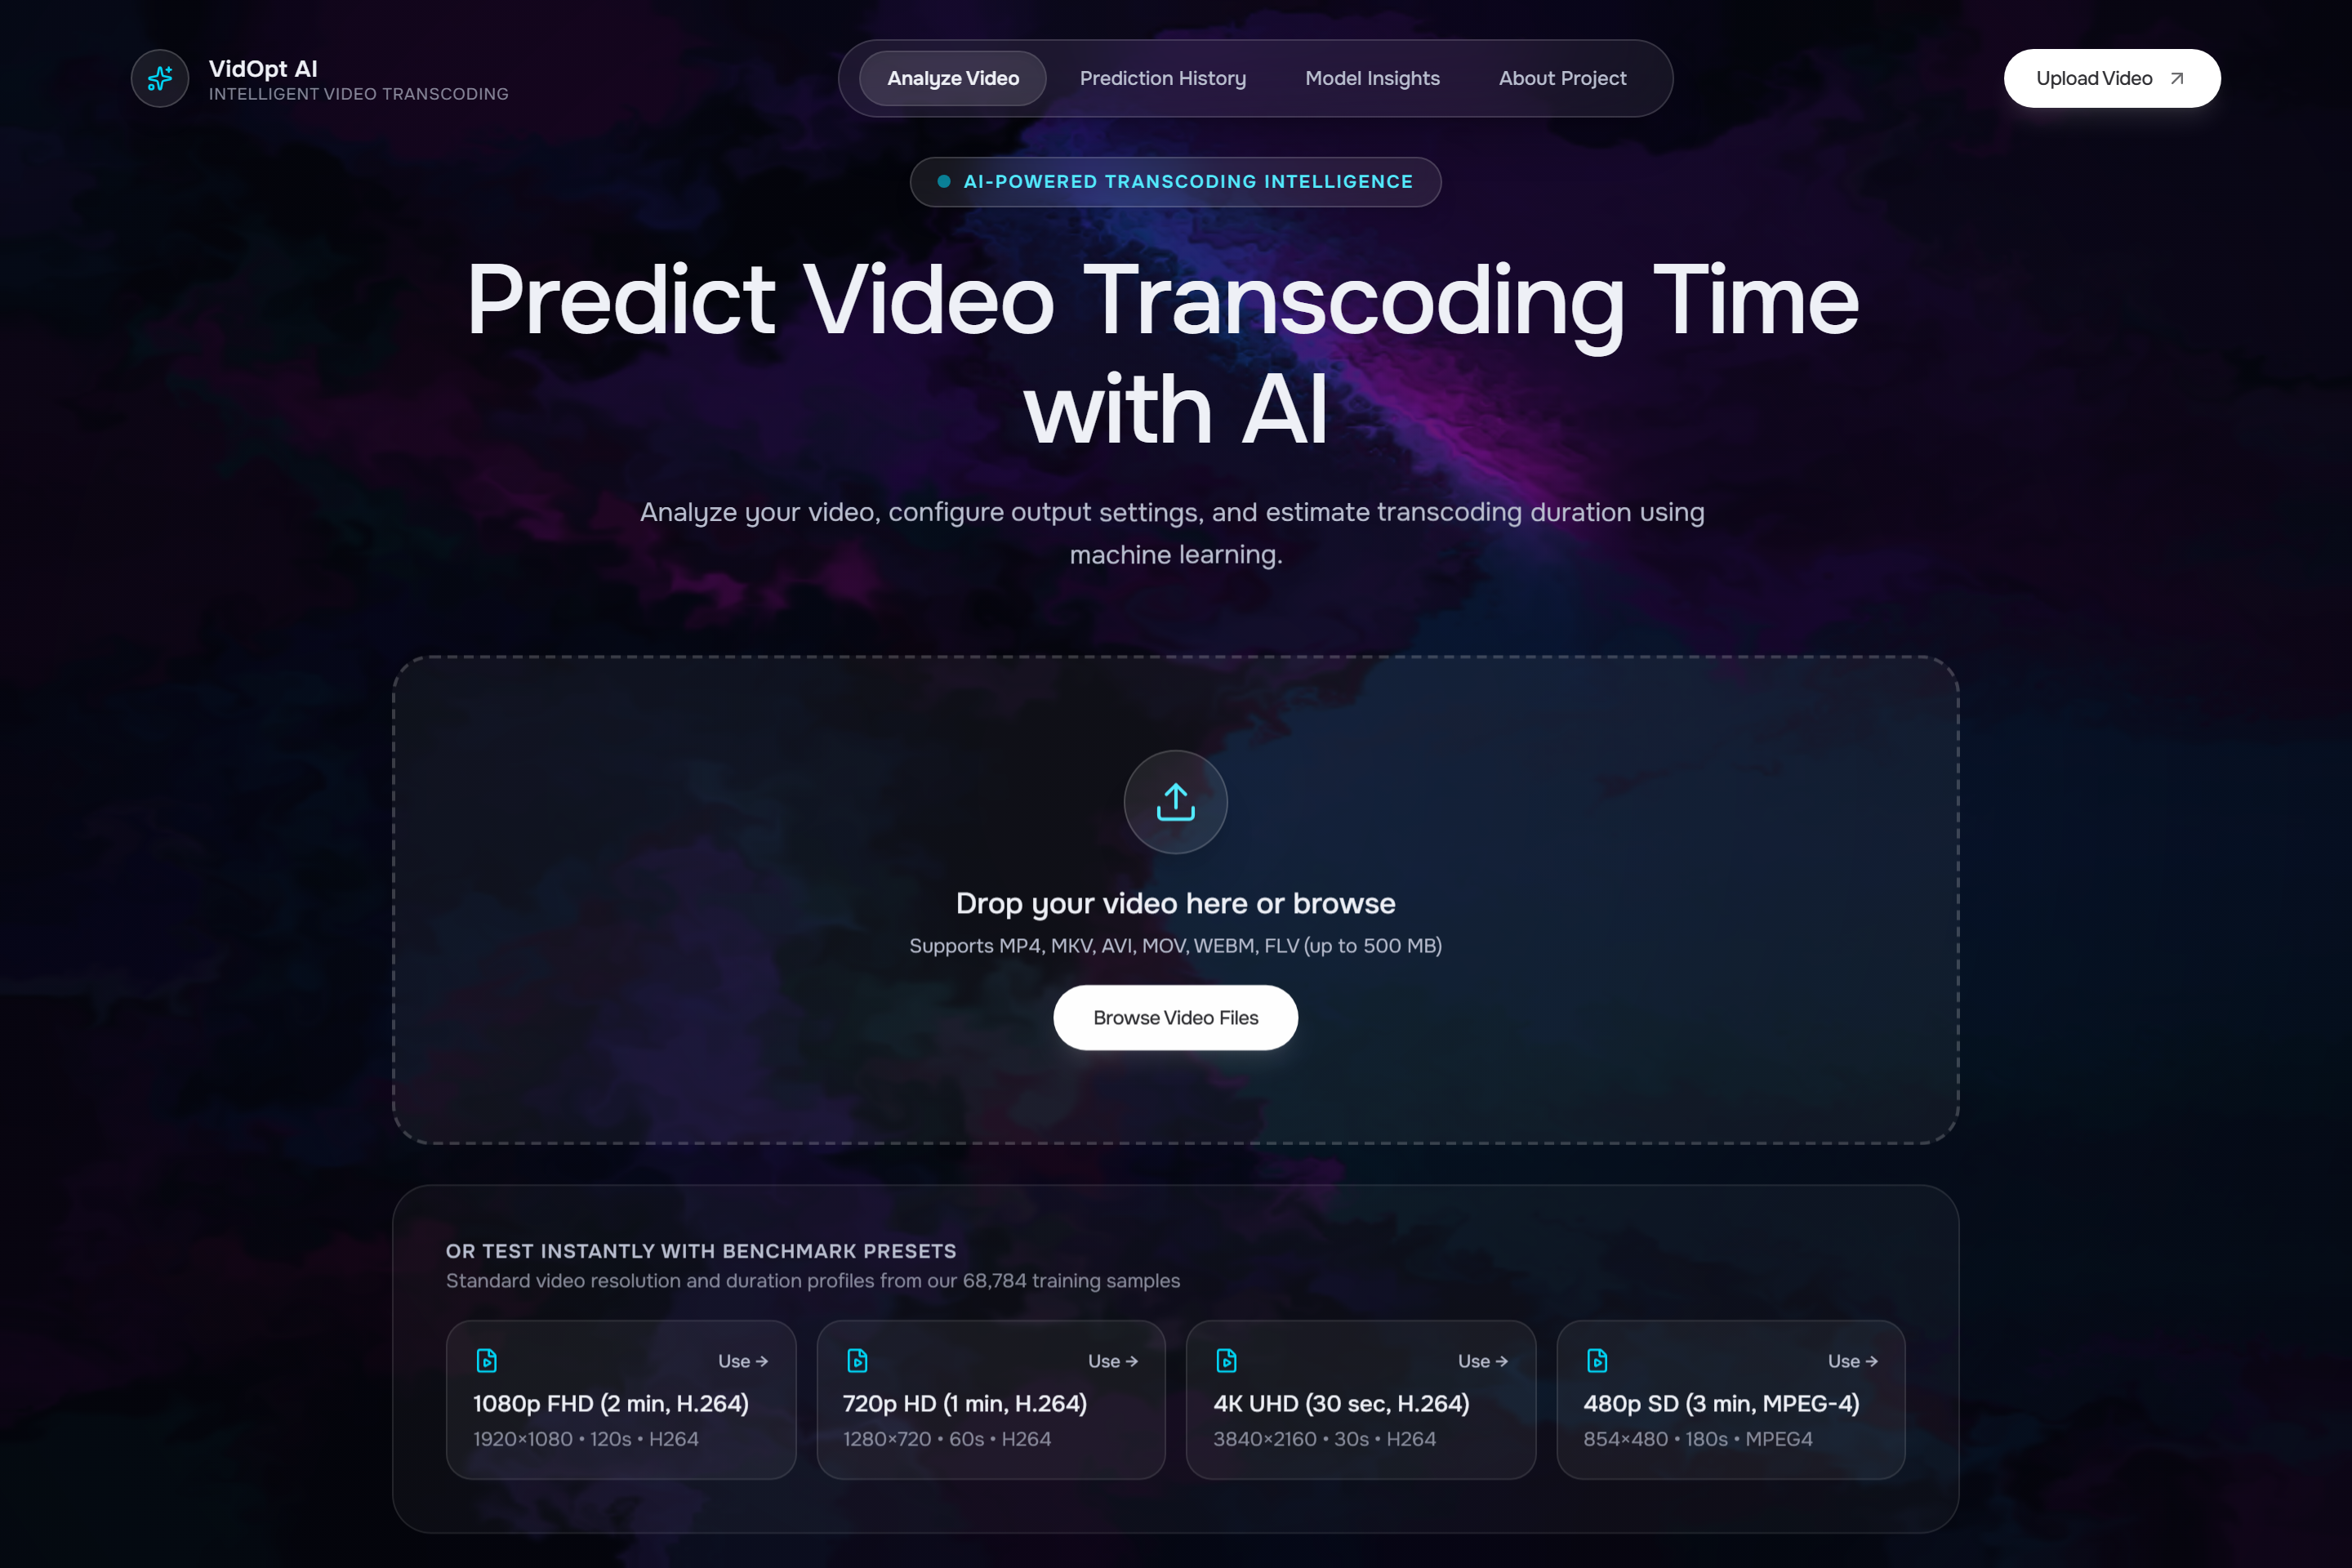 VidOpt AI
INTELLIGENT VIDEO TRANSCODING
Analyze Video
Prediction History
Model Insights
About Project
Upload Video
AI-POWERED TRANSCODING INTELLIGENCE
Predict Video Transcoding Time
with AI
Analyze your video, configure output settings, and estimate transcoding duration using
machine learning.
Drop your video here or browse
Supports MP4, MKV, AVI, MOV, WEBM, FLV (up to 500 MB)
Browse Video Files
OR TEST INSTANTLY WITH BENCHMARK PRESETS
Standard video resolution and duration profiles from our 68,784 training samples
Use →
1080p FHD (2 min, H.264)
1920×1080 • 120s • H264
Use →
720p HD (1 min, H.264)
1280×720 • 60s • H264
Use →
4K UHD (30 sec, H.264)
3840×2160 • 30s • H264
Use →
480p SD (3 min, MPEG-4)
854×480 • 180s • MPEG4